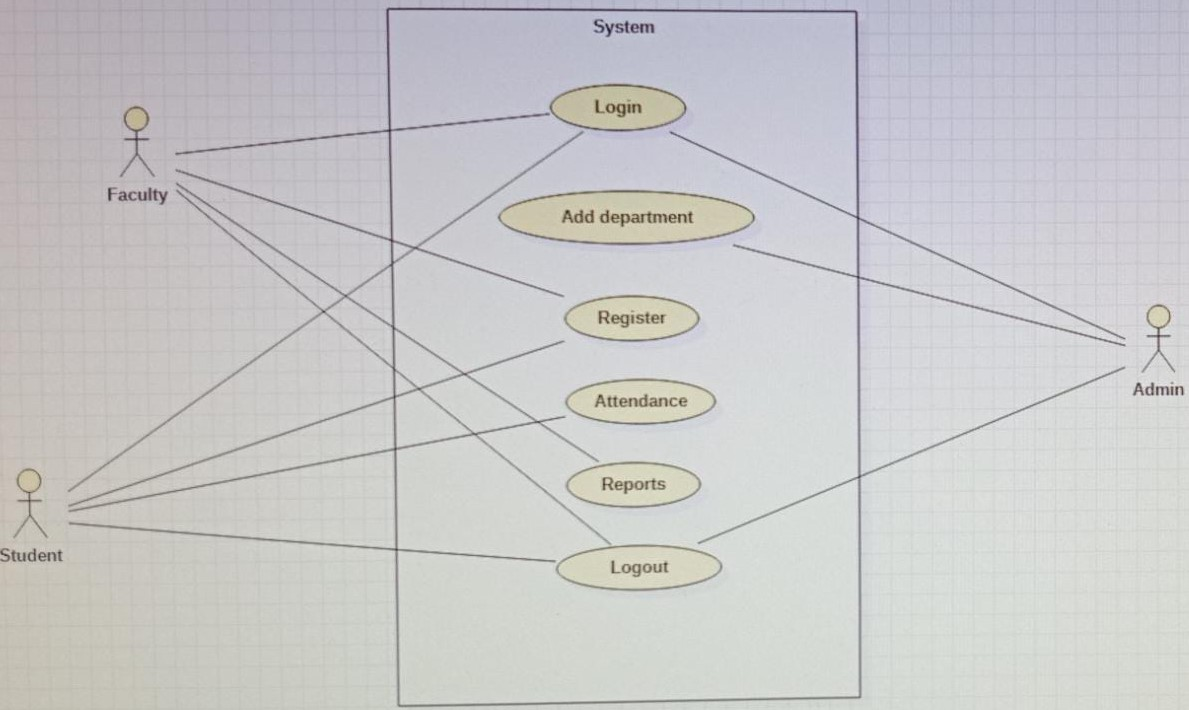 System
Login
Faculty
Add department
Register
Admin
Attendance
Reports
Student
Logout